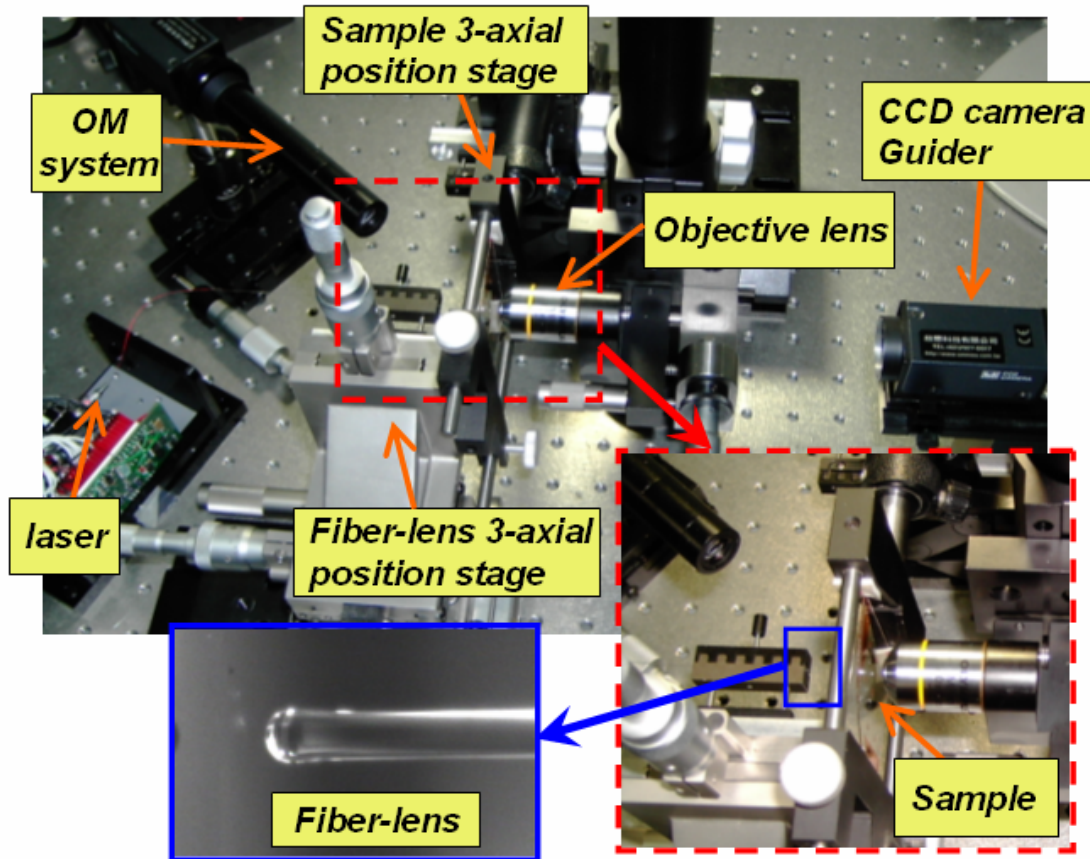 Sample 3-axial
position stage
OM
system
CCD camera
Guider
Objective lens
laser
Fiber-lens 3-axial
position stage
Fiber-lens
Sample